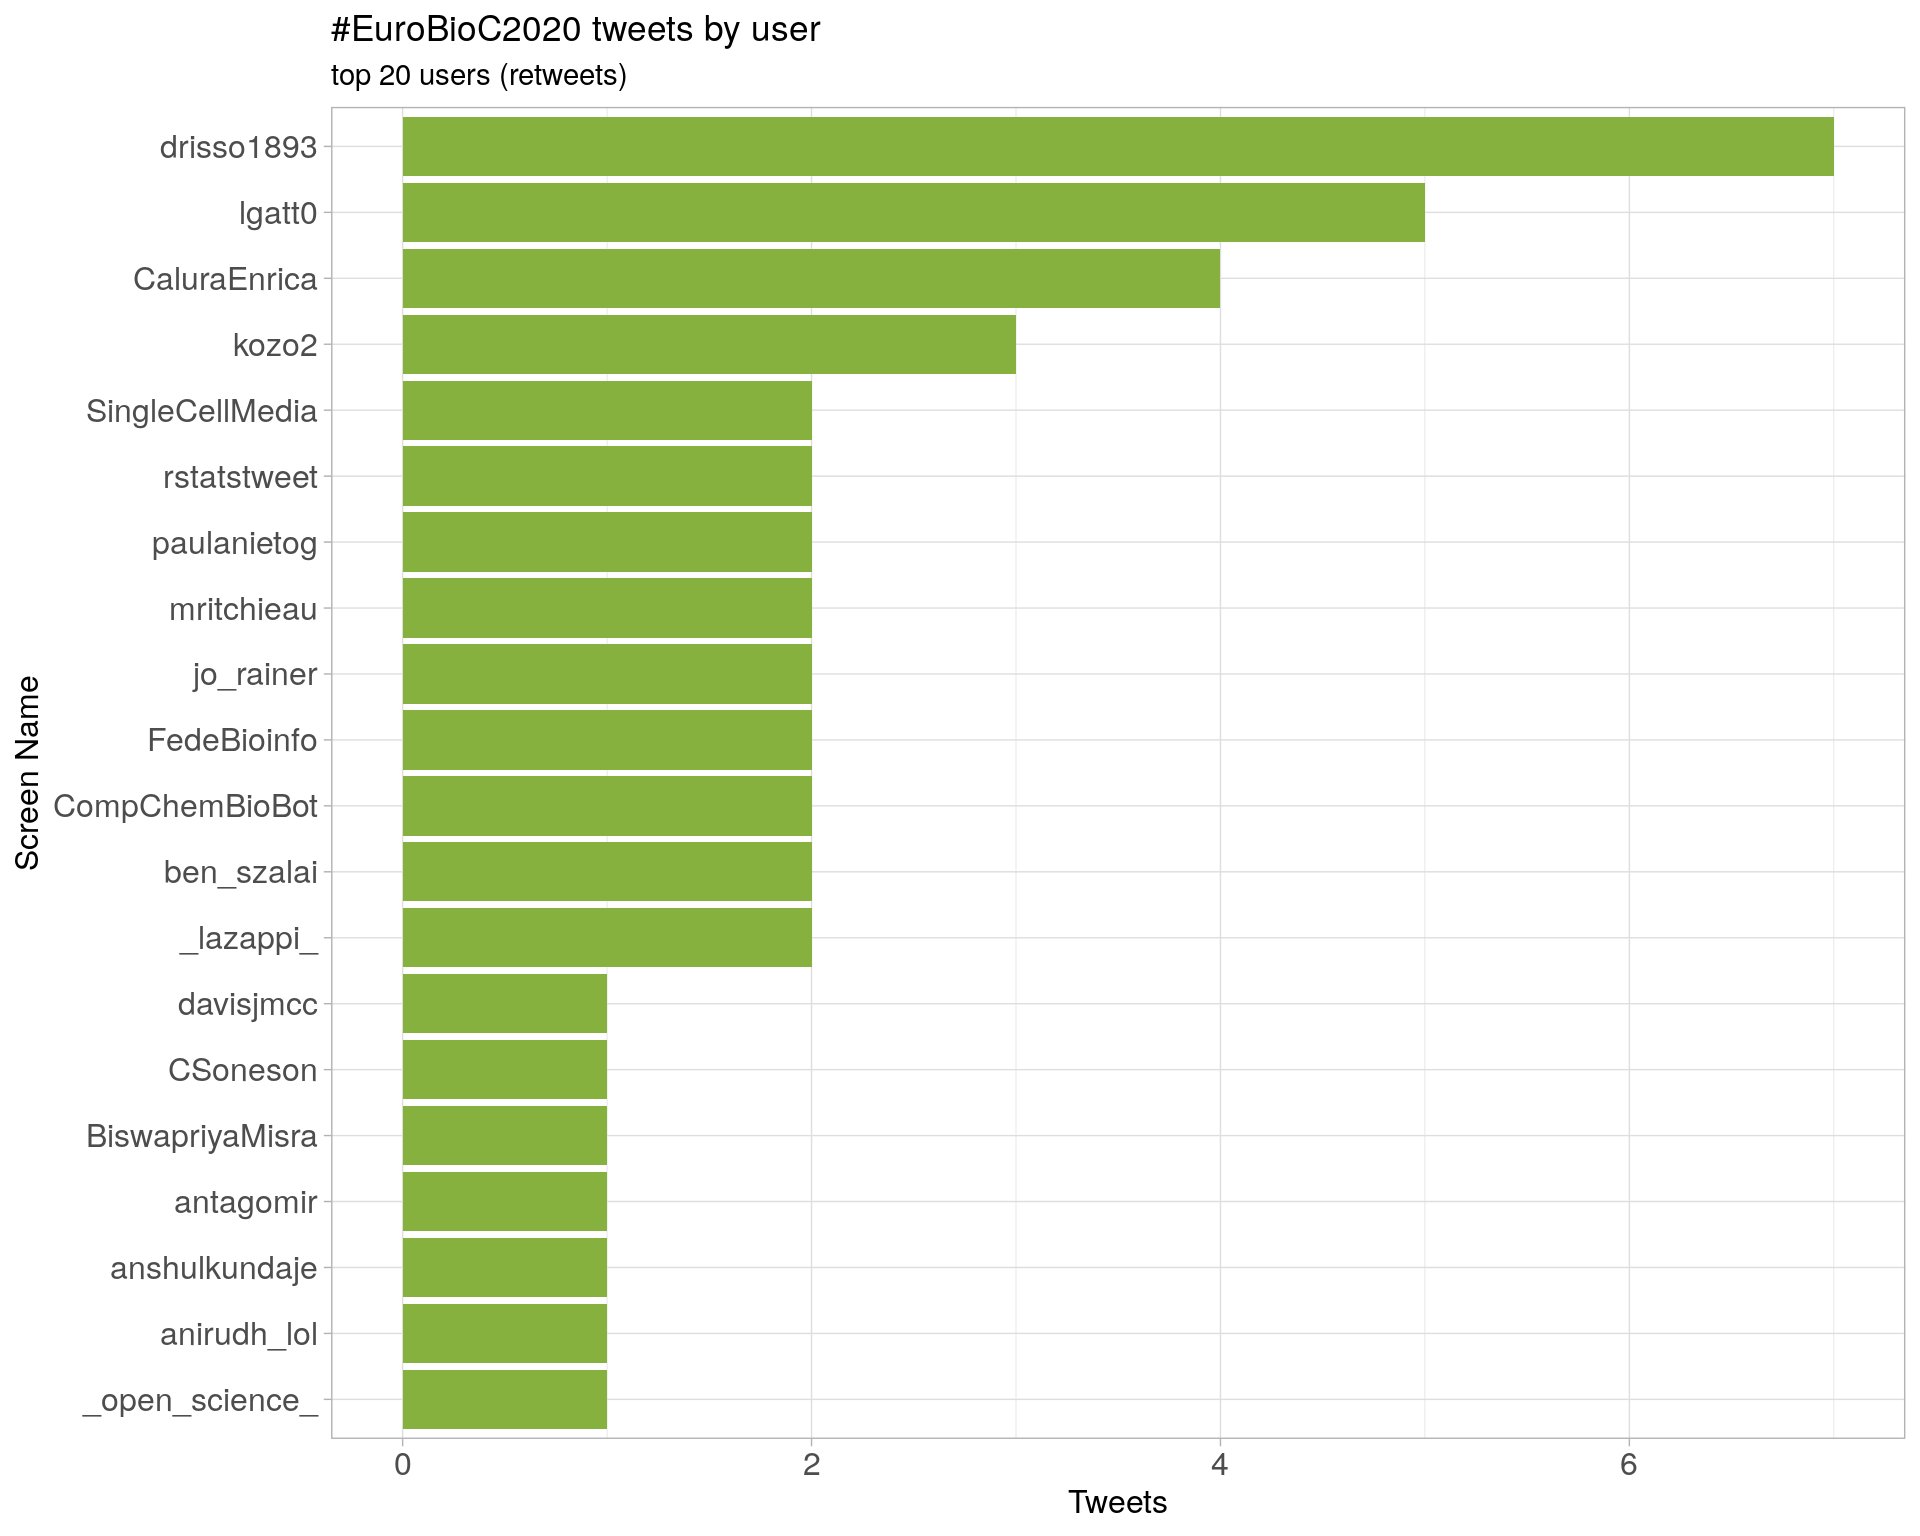 #EuroBioC2020 tweets by user
top 20 users (retweets)
drisso1893
lgatt0
CaluraEnrica
kozo2
SingleCellMedia
rstatstweet
paulanietog
mritchieau
jo_rainer
FedeBioinfo
CompChemBioBot
ben_szalai
_lazappi_
davisjmcc
CSoneson
BiswapriyaMisra
antagomir
anshulkundaje
anirudh_lol
_open_science_
Screen Name
0 2 4 6
Tweets